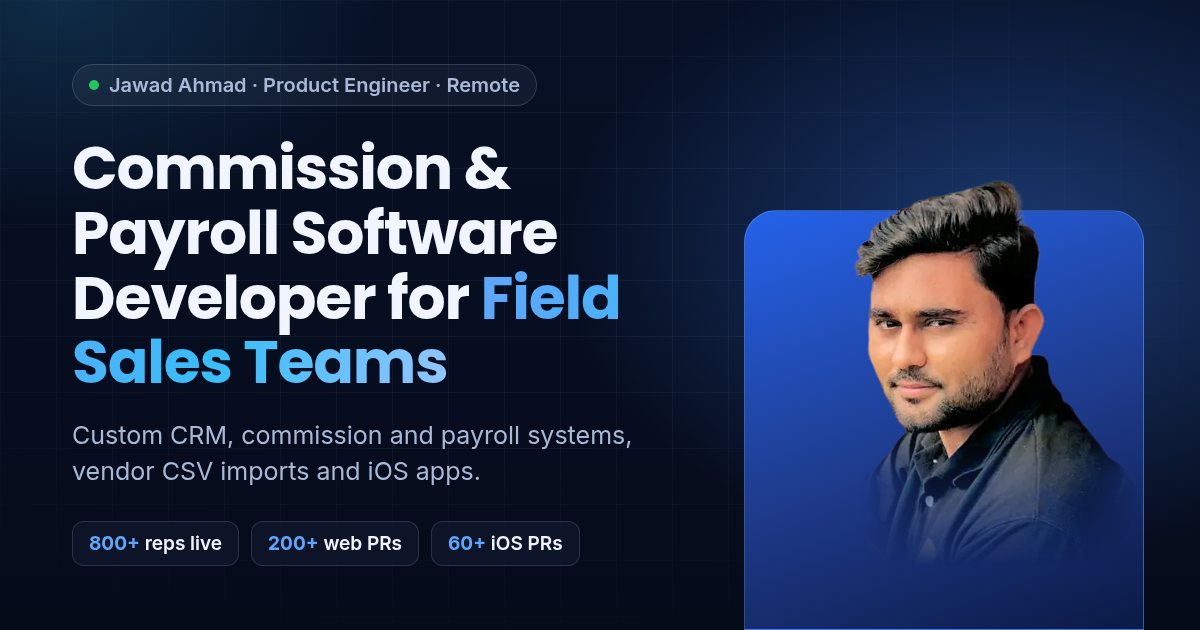 Jawad Ahmad · Product Engineer · Remote
Commission &
Payroll Software
Developer for Field
Sales Teams
Custom CRM, commission and payroll systems,
vendor CSV imports and iOS apps.
800+ reps live
200+ web PRs
60+ iOS PRs